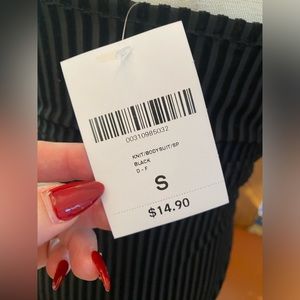 00310985032
KNIT/BODYSUIT/SP
BLACK
D - F
S
$14.90